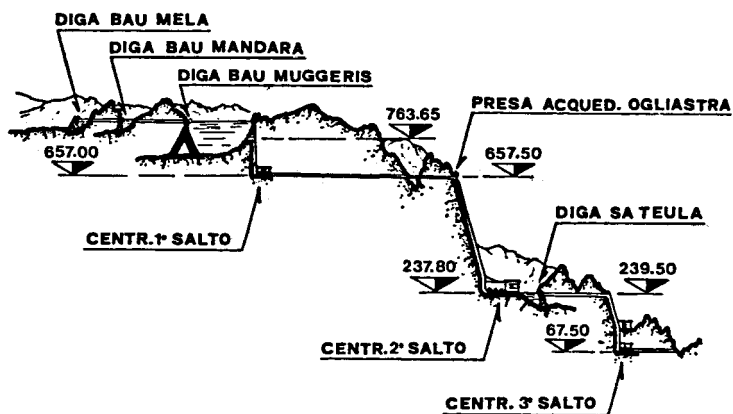 DIGA BAU MELA
DIGA BAU MANDARA
DIGA BAU MUGGERIS
PRESA ACQUED. OGLIASTRA
763.65
657.00
657.50
DIGA SA TEULA
CENTR.1° SALTO
237.80
239.50
67.50
CENTR.2° SALTO
CENTR. 3° SALTO